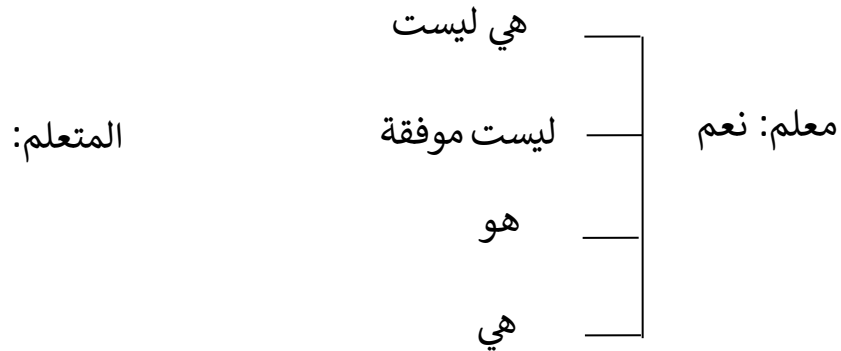 هي ليست
معلم: نعم
ليست موفقة
المتعلم:
هو
هي